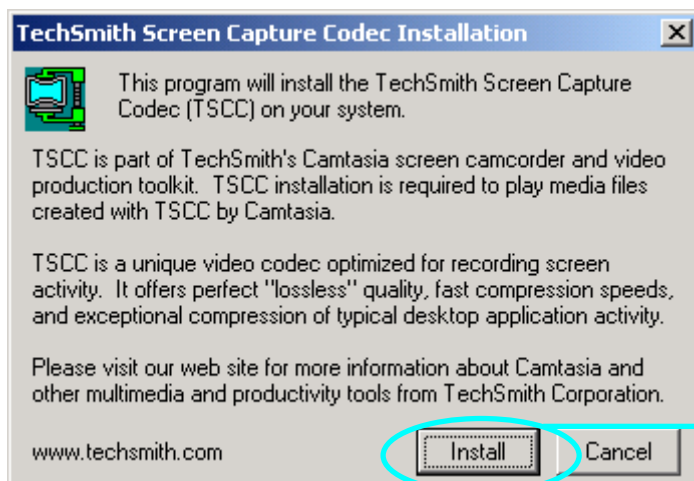 TechSmith Screen Capture Codec Installation
This program will install the TechSmith Screen Capture
Codec (TSCC) on your system.
TSCC is part of TechSmith's Camtasia screen camcorder and video
production toolkit.  TSCC installation is required to play media files
created with TSCC by Camtasia.
TSCC is a unique video codec optimized for recording screen
activity.  It offers perfect "lossless" quality, fast compression speeds,
and exceptional compression of typical desktop application activity.
Please visit our web site for more information about Camtasia and
other multimedia and productivity tools from TechSmith Corporation.
www.techsmith.com Install Cancel